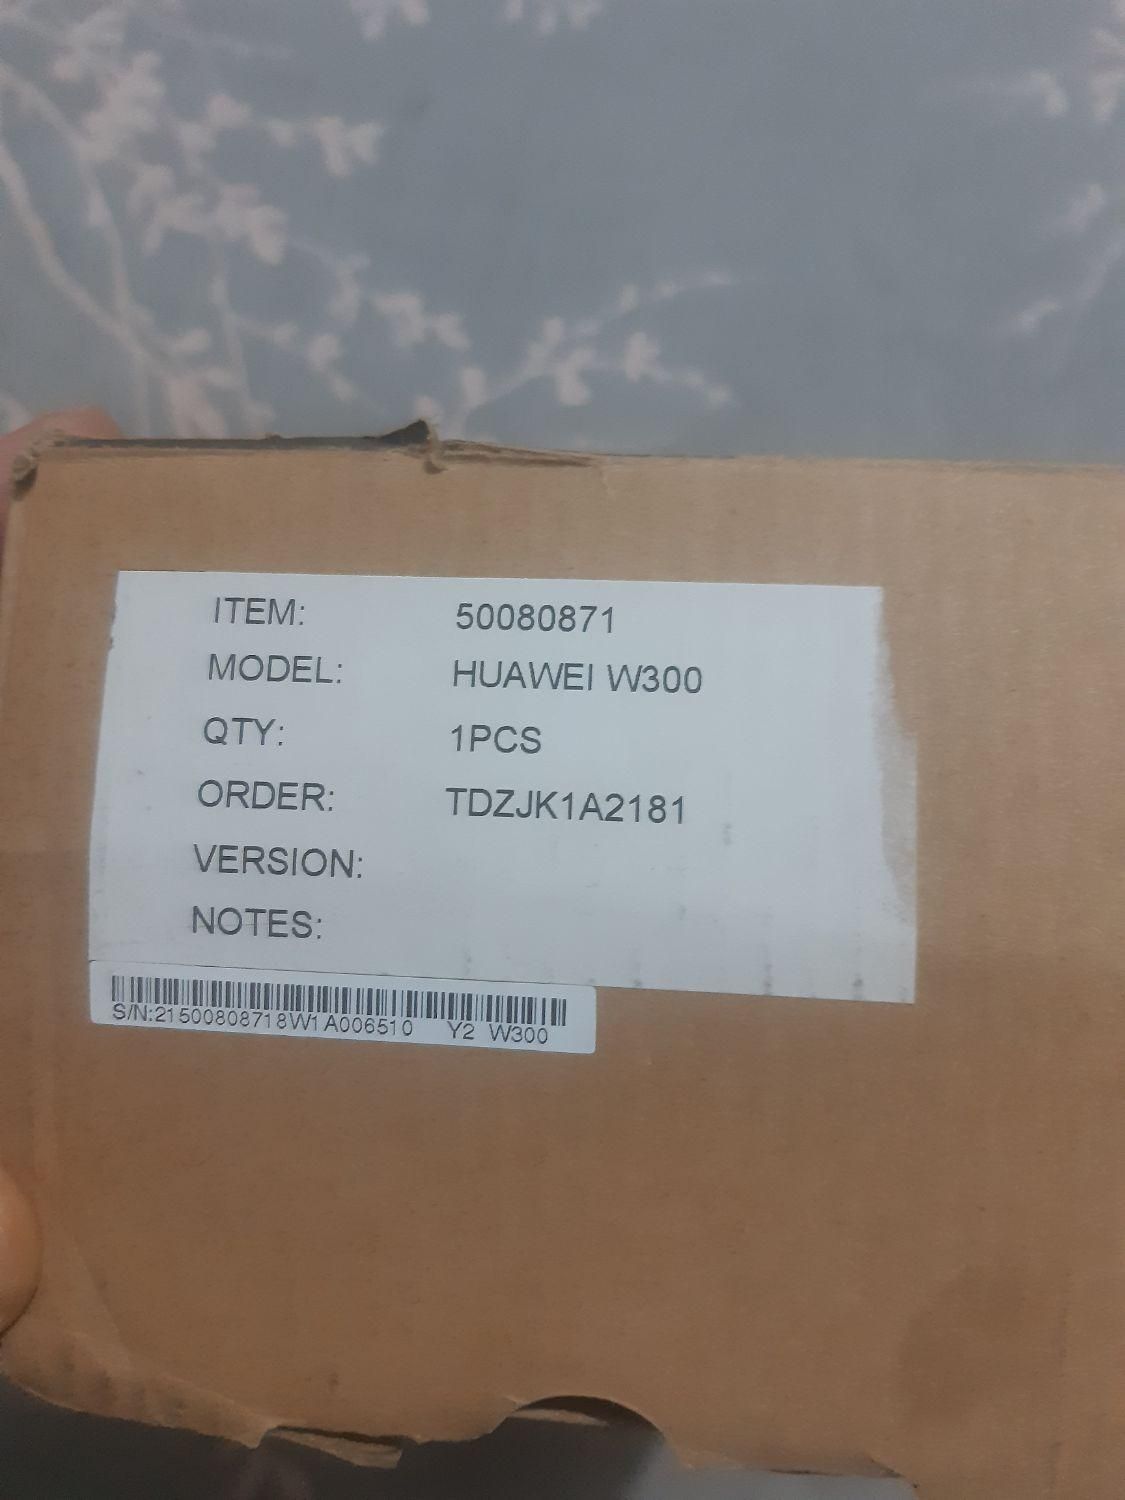 ITEM: 50080871
MODEL: HUAWEI W300
QTY: 1PCS
ORDER: TDZJK1A2181
VERSION:
NOTES:
S/N:21500808718W1A006510 Y2 W300